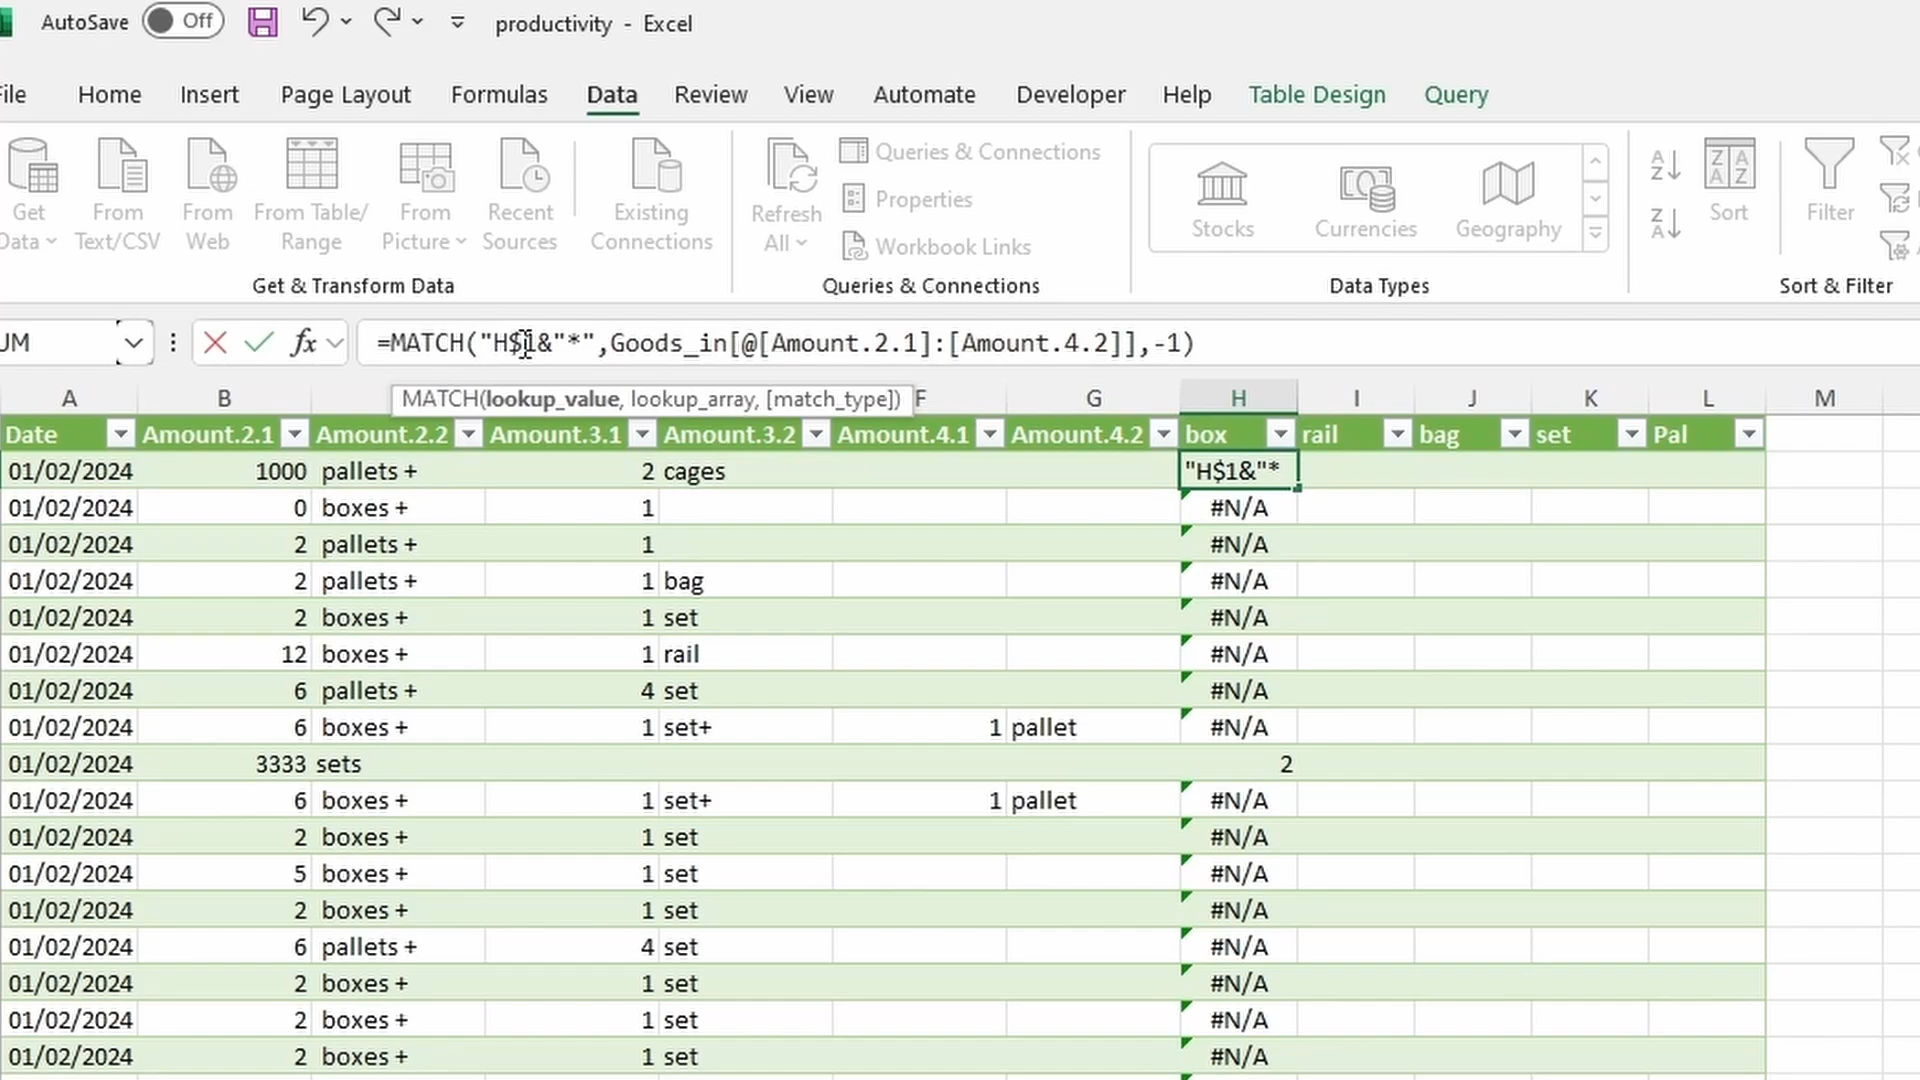 AutoSave Off productivity - Excel
File Home Insert Page Layout Formulas Data Review View Automate Developer Help Table Design Query
Get Data From Text/CSV From Web From Table/ Range From Picture Recent Sources Existing Connections
Refresh All Queries & Connections Properties Workbook Links
Stocks Currencies Geography
Sort Filter
Get & Transform Data Queries & Connections Data Types Sort & Filter
UM fx =MATCH("H$1&"*",Goods_in[@[Amount.2.1]:[Amount.4.2]],-1)
MATCH(lookup_value, lookup_array, [match_type])
A B F G H I J K L M
Date Amount.2.1 Amount.2.2 Amount.3.1 Amount.3.2 Amount.4.1 Amount.4.2 box rail bag set Pal
01/02/2024 1000 pallets + 2 cages "H$1&"*
01/02/2024 0 boxes + 1 #N/A
01/02/2024 2 pallets + 1 #N/A
01/02/2024 2 pallets + 1 bag #N/A
01/02/2024 2 boxes + 1 set #N/A
01/02/2024 12 boxes + 1 rail #N/A
01/02/2024 6 pallets + 4 set #N/A
01/02/2024 6 boxes + 1 set+ 1 pallet #N/A
01/02/2024 3333 sets 2
01/02/2024 6 boxes + 1 set+ 1 pallet #N/A
01/02/2024 2 boxes + 1 set #N/A
01/02/2024 5 boxes + 1 set #N/A
01/02/2024 2 boxes + 1 set #N/A
01/02/2024 6 pallets + 4 set #N/A
01/02/2024 2 boxes + 1 set #N/A
01/02/2024 2 boxes + 1 set #N/A
01/02/2024 2 boxes + 1 set #N/A